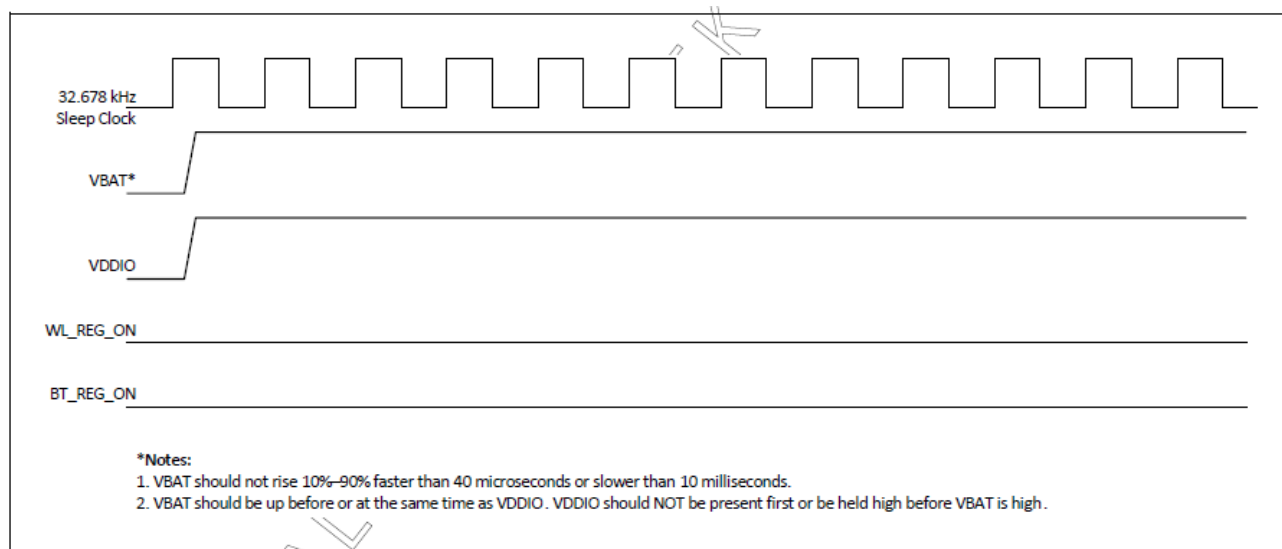 32.678 kHz
Sleep Clock
VBAT*
VDDIO
WL_REG_ON
BT_REG_ON
*Notes:
1. VBAT should not rise 10%–90% faster than 40 microseconds or slower than 10 milliseconds.
2. VBAT should be up before or at the same time as VDDIO. VDDIO should NOT be present first or be held high before VBAT is high.